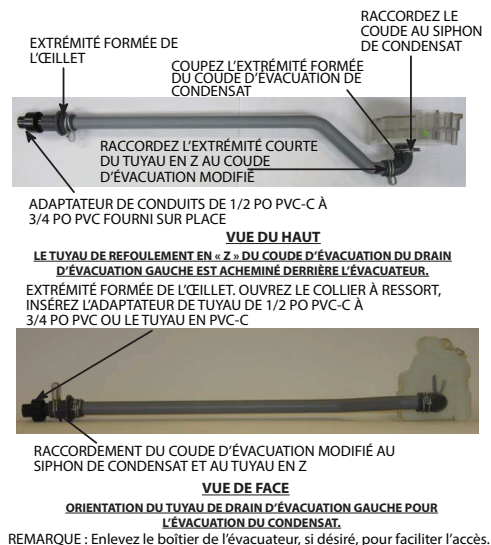 RACCORDEZ LE
COUDE AU SIPHON
DE CONDENSAT
EXTRÉMITÉ FORMÉE DE
L'ŒILLET
COUPEZ L'EXTRÉMITÉ FORMÉE
DU COUDE D'ÉVACUATION DE
CONDENSAT
RACCORDEZ L'EXTRÉMITÉ COURTE
DU TUYAU EN Z AU COUDE
D'ÉVACUATION MODIFIÉ
ADAPTATEUR DE CONDUITS DE 1/2 PO PVC-C À
3/4 PO PVC FOURNI SUR PLACE
VUE DU HAUT
LE TUYAU DE REFOULEMENT EN « Z » DU COUDE D'ÉVACUATION DU DRAIN
D'ÉVACUATION GAUCHE EST ACHEMINÉ DERRIÈRE L'ÉVACUATEUR.
EXTRÉMITÉ FORMÉE DE L'ŒILLET. OUVREZ LE COLLIER À RESSORT,
INSÉREZ L'ADAPTATEUR DE TUYAU DE 1/2 PO PVC-C À
3/4 PO PVC OU LE TUYAU EN PVC-C
RACCORDEMENT DU COUDE D'ÉVACUATION MODIFIÉ AU
SIPHON DE CONDENSAT ET AU TUYAU EN Z
VUE DE FACE
ORIENTATION DU TUYAU DE DRAIN D'ÉVACUATION GAUCHE POUR
L'ÉVACUATION DU CONDENSAT.
REMARQUE : Enlevez le boîtier de l'évacuateur, si désiré, pour faciliter l'accès.